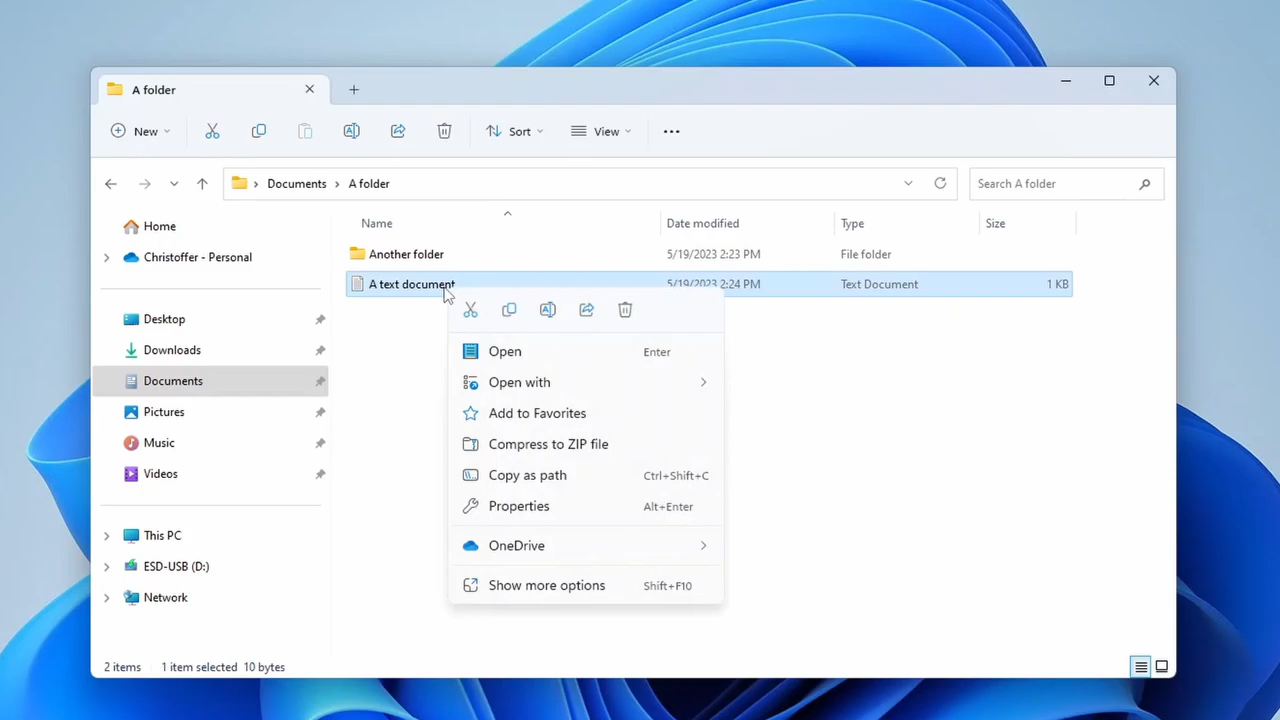 A folder
New
Sort
View
Documents
A folder
Search A folder
Name
Date modified
Type
Size
Home
Another folder
5/19/2023 2:23 PM
File folder
Christoffer - Personal
A text document
5/19/2023 2:24 PM
Text Document
1 KB
Desktop
Downloads
Documents
Pictures
Music
Videos
This PC
ESD-USB (D:)
Network
Open
Enter
Open with
Add to Favorites
Compress to ZIP file
Copy as path
Ctrl+Shift+C
Properties
Alt+Enter
OneDrive
Show more options
Shift+F10
2 items
1 item selected
10 bytes